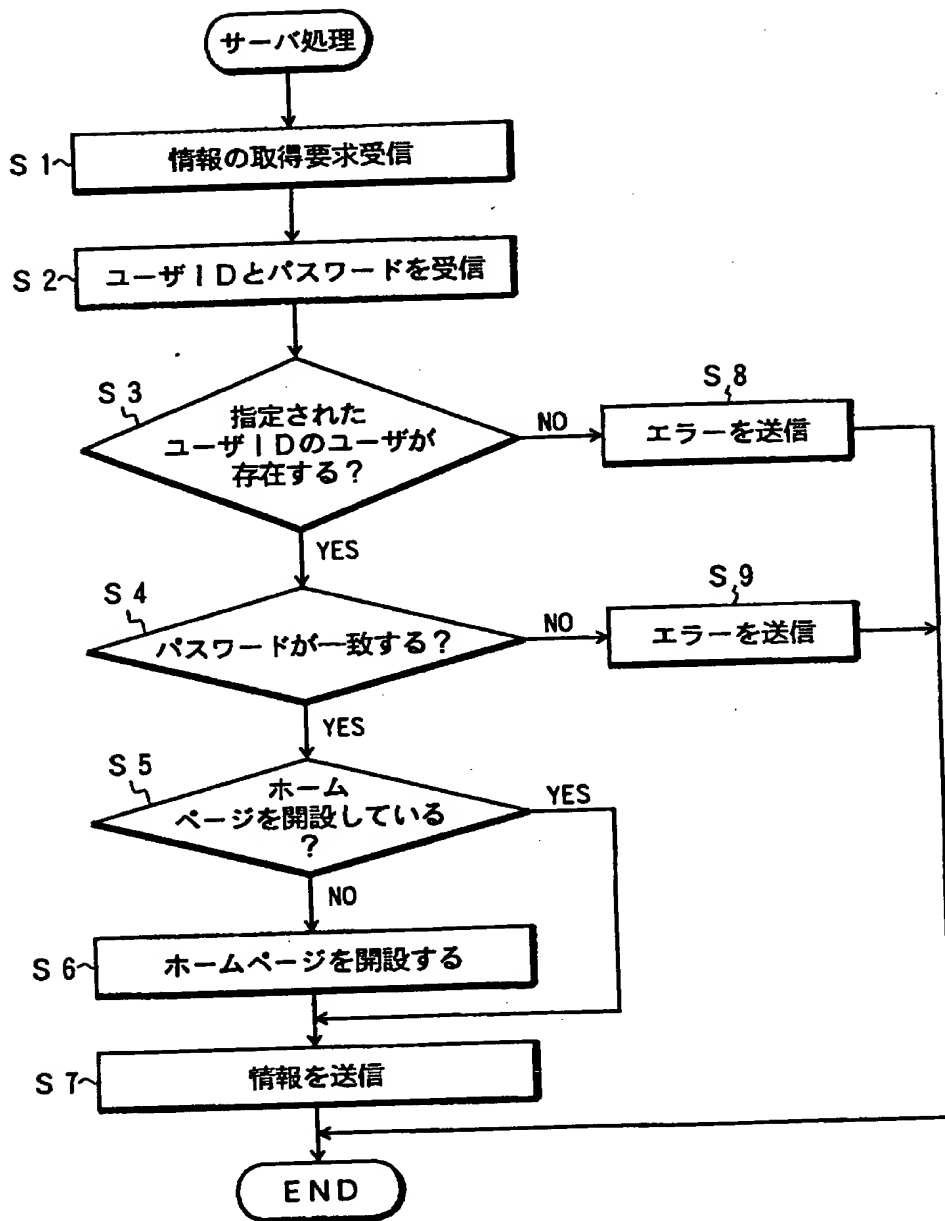 サーバ処理
S1
情報の取得要求受信
S2
ユーザIDとパスワードを受信
S3
指定された
ユーザIDのユーザが
存在する?
NO
S8
エラーを送信
YES
S4
パスワードが一致する?
NO
S9
エラーを送信
YES
S5
ホーム
ページを開設している
?
YES
NO
S6
ホームページを開設する
S7
情報を送信
END